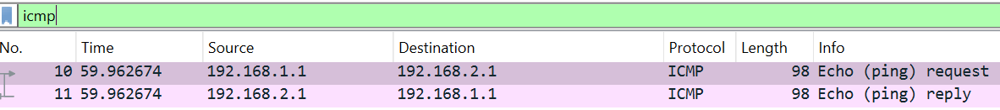 icmp
No. Time Source Destination Protocol Length Info
10 59.962674 192.168.1.1 192.168.2.1 ICMP 98 Echo (ping) request
11 59.962674 192.168.2.1 192.168.1.1 ICMP 98 Echo (ping) reply